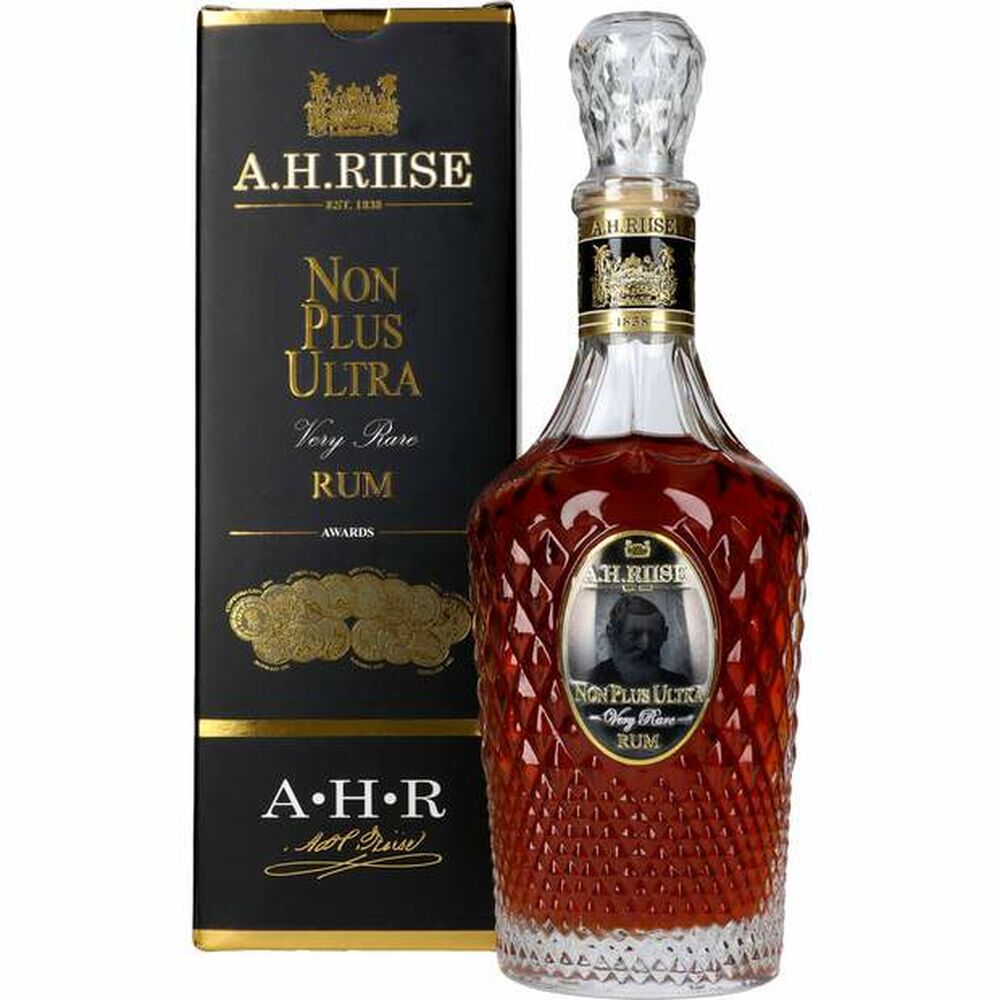 A.H.RIISE
EST. 1838
NON
PLUS
ULTRA
Very Rare
RUM
AWARDS
A•H•R
A.H.RIISE
1838
A.H.RIISE
NON PLUS ULTRA
Very Rare
RUM